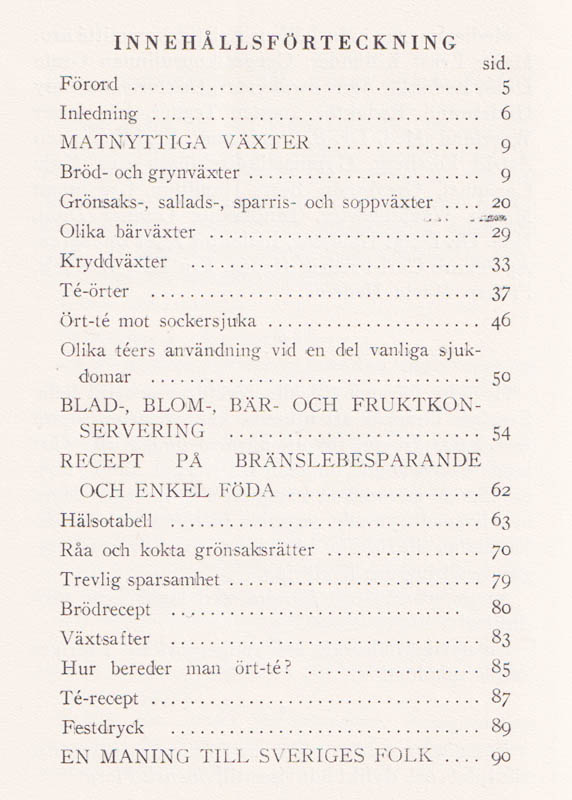 INNEHÅLLSFÖRTECKNING
sid.
Förord .................................... 5
Inledning .................................. 6
MATNYTTIGA VÄXTER ................ 9
Bröd- och grynväxter ........................ 9
Grönsaks-, sallads-, sparris- och soppväxter .... 20
Olika bärväxter ............................ 29
Kryddväxter .............................. 33
Té-örter .................................. 37
Ört-té mot sockersjuka ...................... 46
Olika téers användning vid en del vanliga sjuk-
domar .................................. 50
BLAD-, BLOM-, BÄR- OCH FRUKTKON-
SERVERING .......................... 54
RECEPT PÅ BRÄNSLEBESPARANDE
OCH ENKEL FÖDA .................... 62
Hälsotabell ................................ 63
Råa och kokta grönsaksrätter ................ 70
Trevlig sparsamhet .......................... 79
Brödrecept .............................. 80
Växtsafter ................................ 83
Hur bereder man ört-té? .................. 85
Té-recept .................................. 87
Festdryck ................................ 89
EN MANING TILL SVERIGES FOLK .... 90